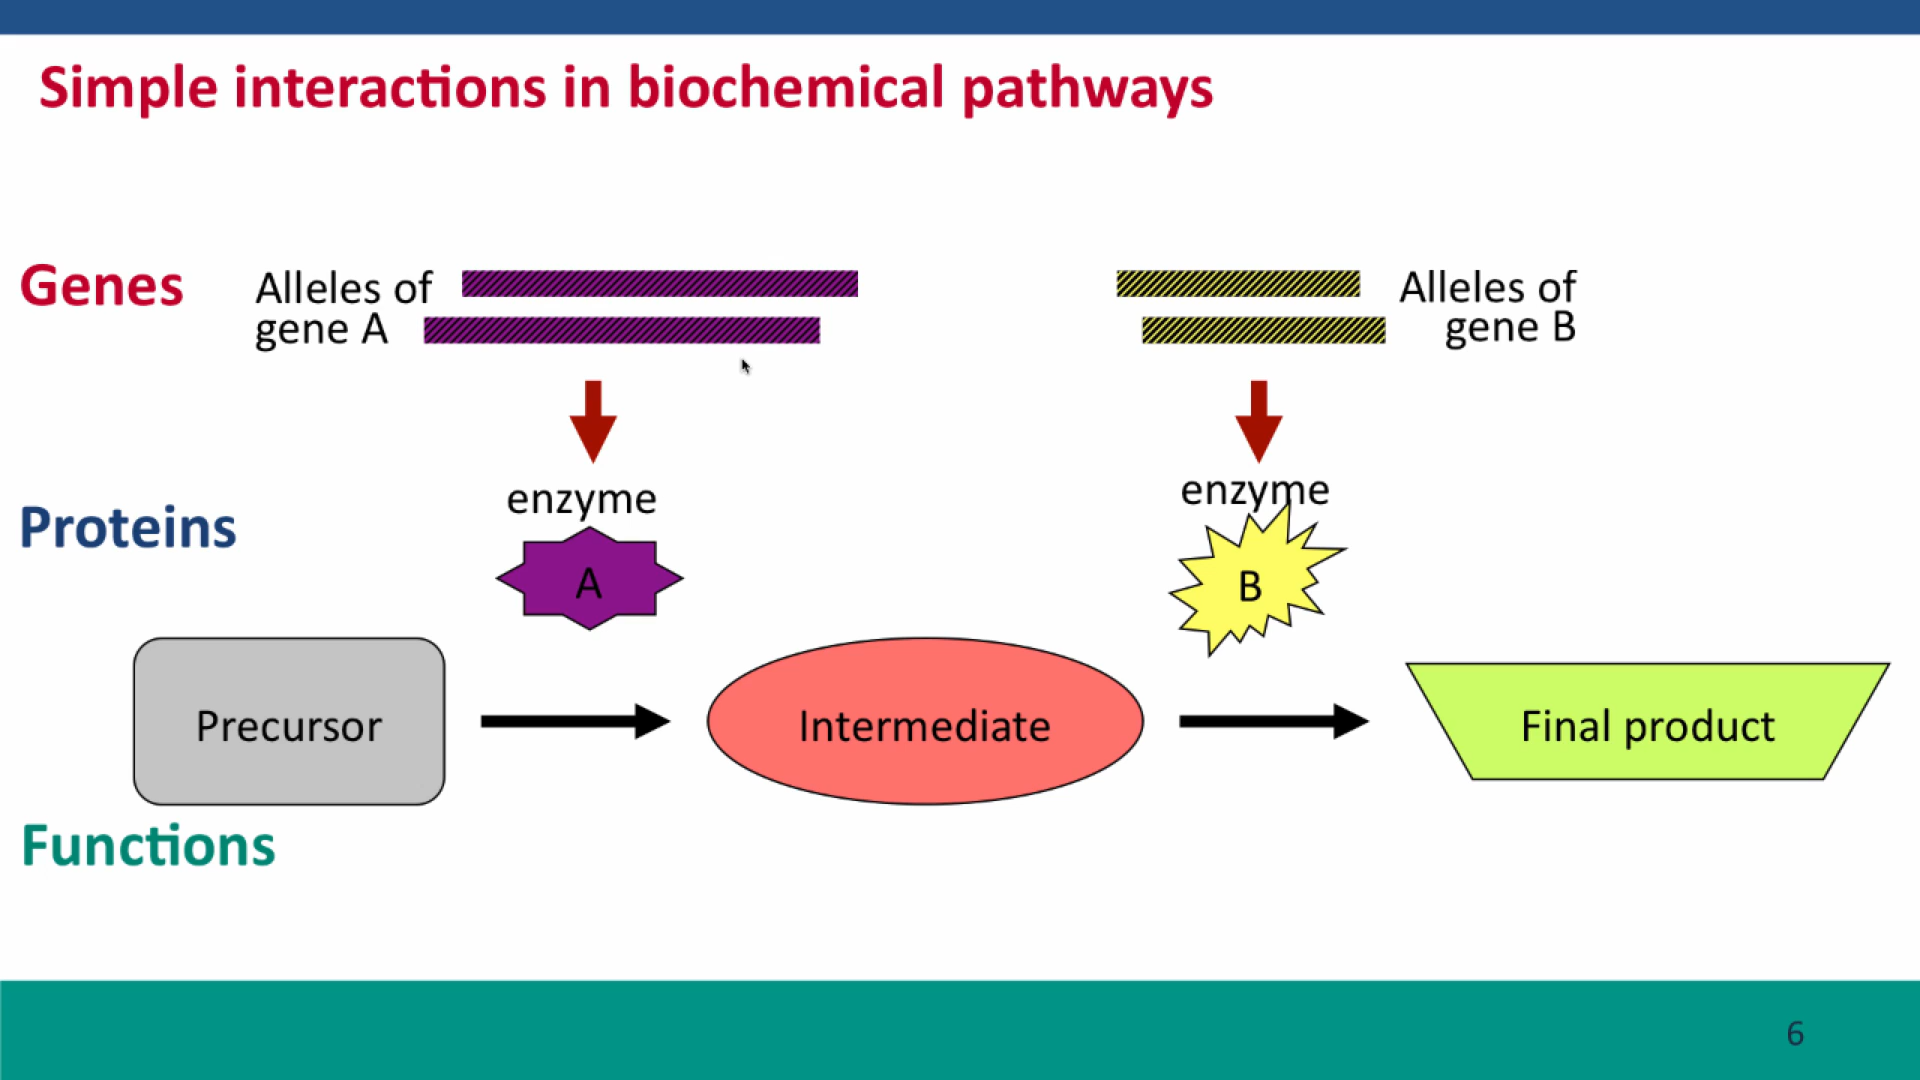 Simple interactions in biochemical pathways
Genes
Alleles of
gene A
Alleles of
gene B
Proteins
enzyme
A
enzyme
B
Precursor
Intermediate
Final product
Functions
6